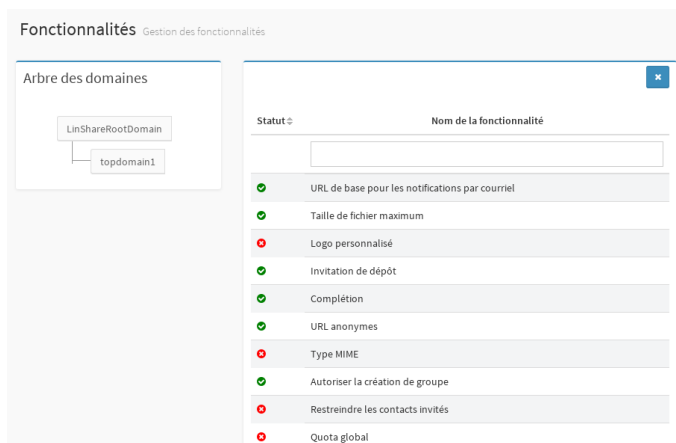 Fonctionnalités Gestion des fonctionnalités
Arbre des domaines
LinShareRootDomain
topdomain1
Statut Nom de la fonctionnalité
URL de base pour les notifications par courriel
Taille de fichier maximum
Logo personnalisé
Invitation de dépôt
Complétion
URL anonymes
Type MIME
Autoriser la création de groupe
Restreindre les contacts invités
Quota global